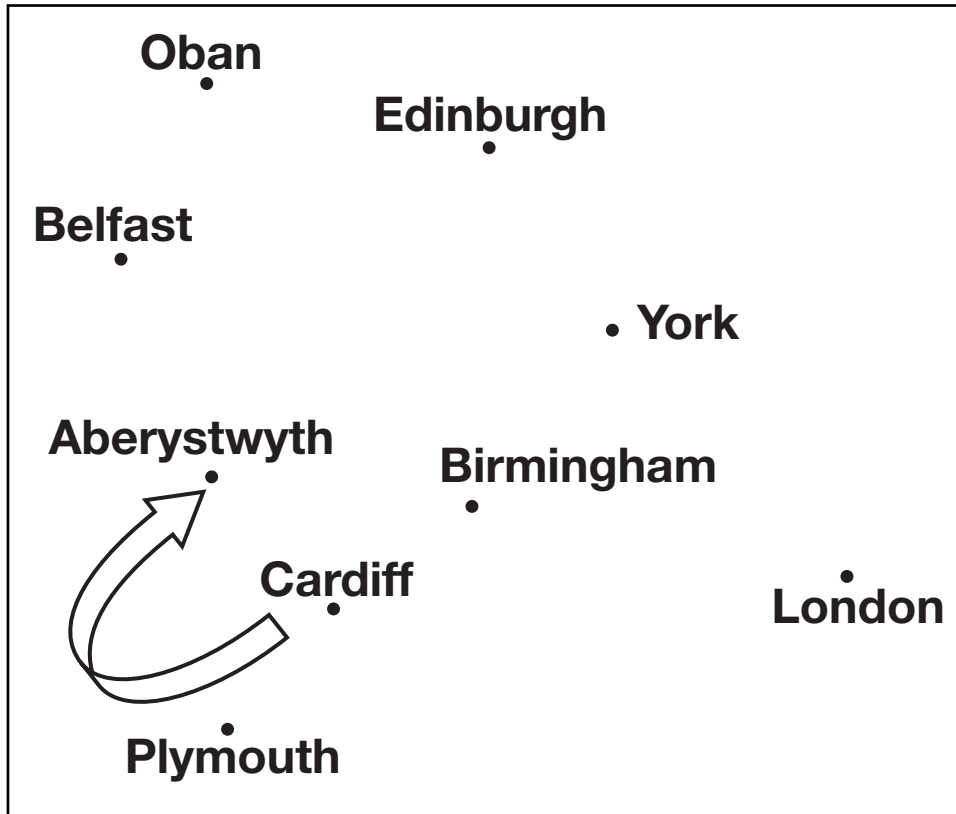 Oban
Edinburgh
Belfast
York
Aberystwyth
Birmingham
Cardiff
London
Plymouth